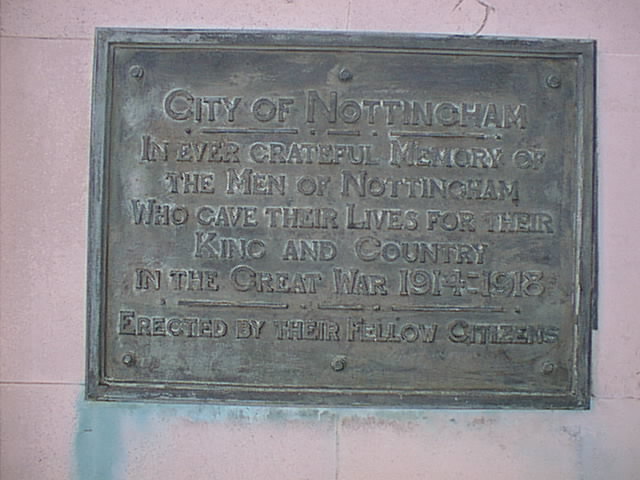 City of Nottingham
In ever grateful Memory of
the Men of Nottingham
Who gave their Lives for their
King and Country
in the Great War 1914-1918
Erected by their fellow Citizens